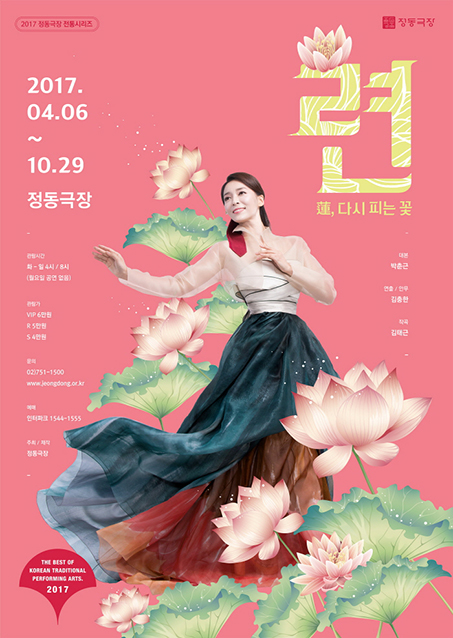 2017 정동극장 전통시리즈
정동극장
2017.
04.06
~
10.29
정동극장
련
蓮, 다시 피는 꽃
관람시간
화 - 일 4시 / 8시
(월요일 공연 없음)
관람가
VIP 6만원
R 5만원
S 4만원
문의
02)751-1500
www.jeongdong.or.kr
예매
인터파크 1544-1555
주최 / 제작
정동극장
대본
박춘근
연출 / 안무
김충한
작곡
김태근
THE BEST OF
KOREAN TRADITIONAL
PERFORMING ARTS.
2017